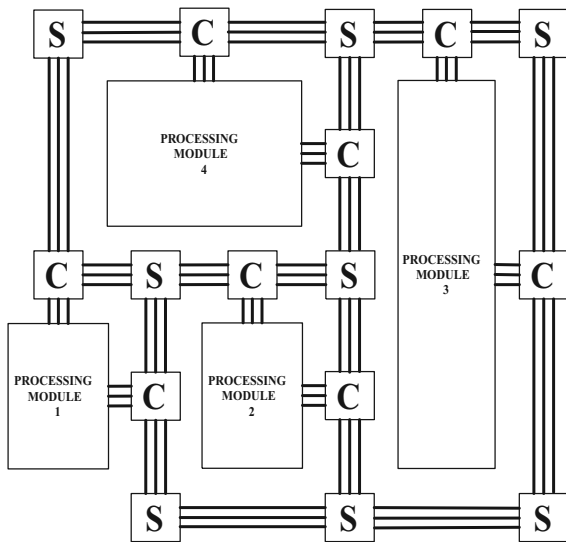 S C S C S
PROCESSING
MODULE
4
C
C S C S
PROCESSING
MODULE
3
C
PROCESSING
MODULE
1
C
PROCESSING
MODULE
2
C
S S S